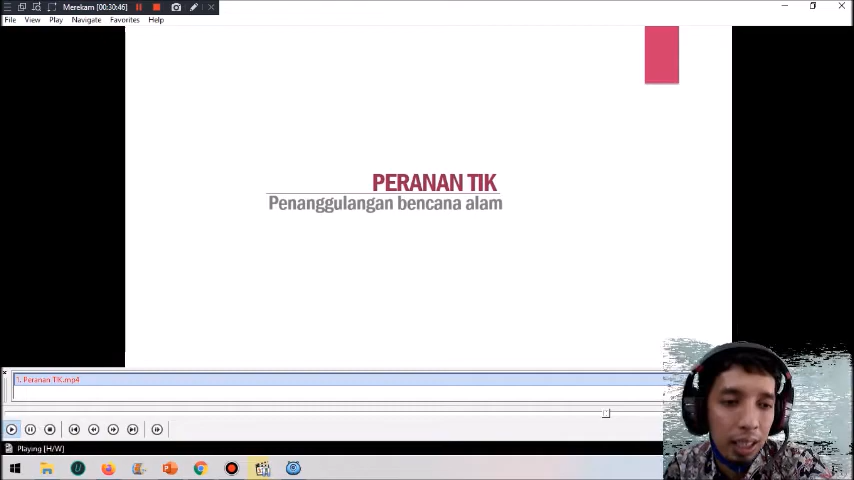 Merekam [00:30:46]
File View Play Navigate Favorites Help
PERANAN TIK
Penanggulangan bencana alam
1. Peranan TIK.mp4
Playing [H/W]